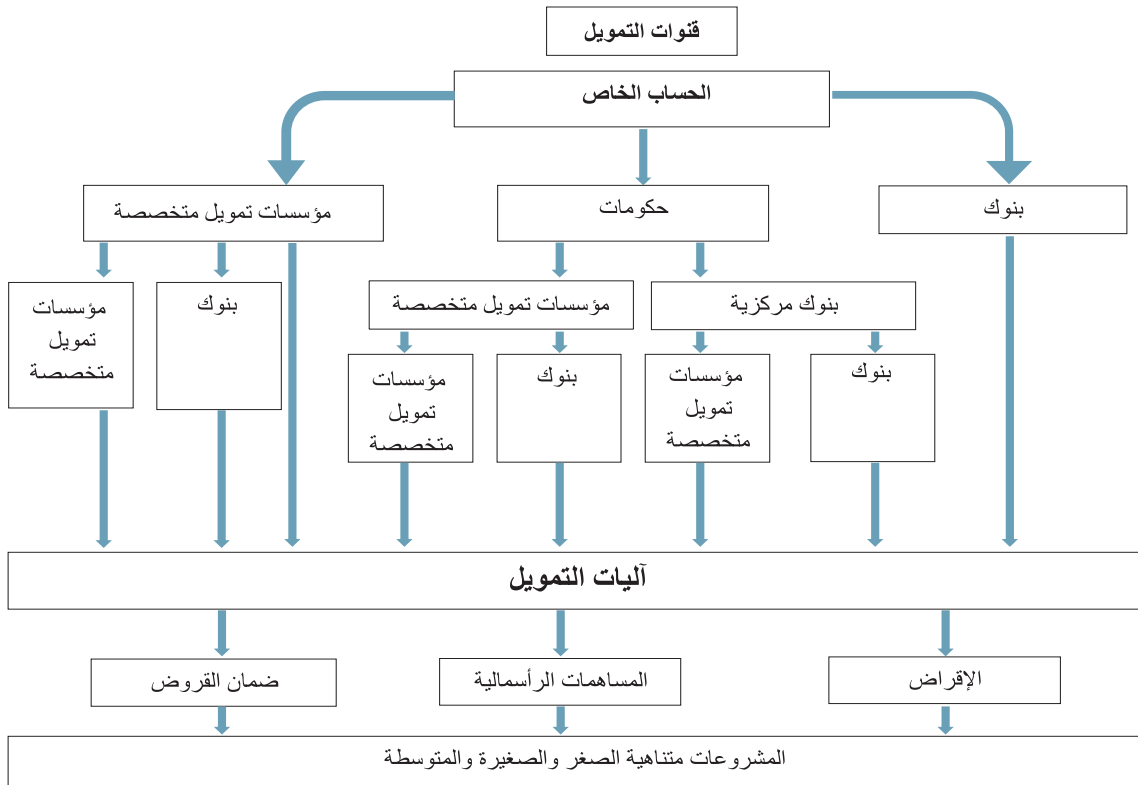 قنوات التمويل
الحساب الخاص
بنوك
حكومات
مؤسسات تمويل متخصصة
بنوك مركزية
مؤسسات تمويل متخصصة
بنوك
مؤسسات
تمويل
متخصصة
بنوك
مؤسسات
تمويل
متخصصة
بنوك
مؤسسات
تمويل
متخصصة
آليات التمويل
الإقراض
المساهمات الرأسمالية
ضمان القروض
المشروعات متناهية الصغر والصغيرة والمتوسطة